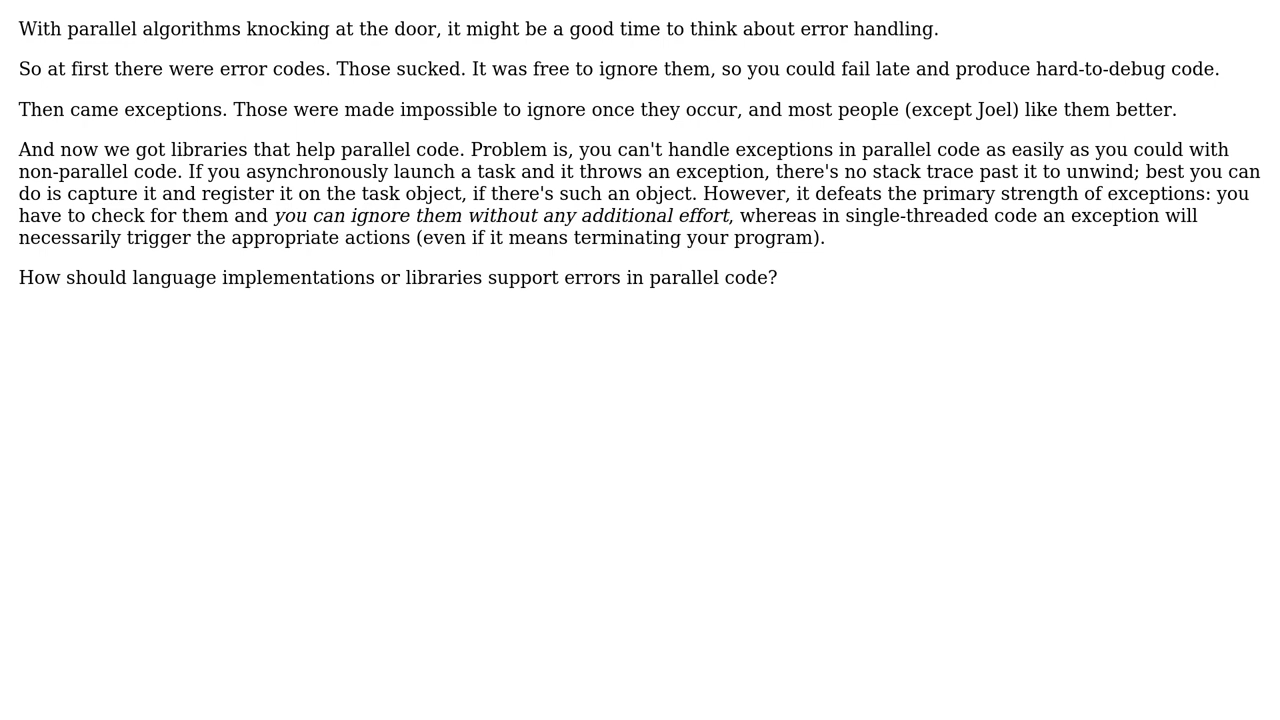 With parallel algorithms knocking at the door, it might be a good time to think about error handling.
So at first there were error codes. Those sucked. It was free to ignore them, so you could fail late and produce hard-to-debug code.
Then came exceptions. Those were made impossible to ignore once they occur, and most people (except Joel) like them better.
And now we got libraries that help parallel code. Problem is, you can't handle exceptions in parallel code as easily as you could with
non-parallel code. If you asynchronously launch a task and it throws an exception, there's no stack trace past it to unwind; best you can
do is capture it and register it on the task object, if there's such an object. However, it defeats the primary strength of exceptions: you
have to check for them and you can ignore them without any additional effort, whereas in single-threaded code an exception will
necessarily trigger the appropriate actions (even if it means terminating your program).
How should language implementations or libraries support errors in parallel code?